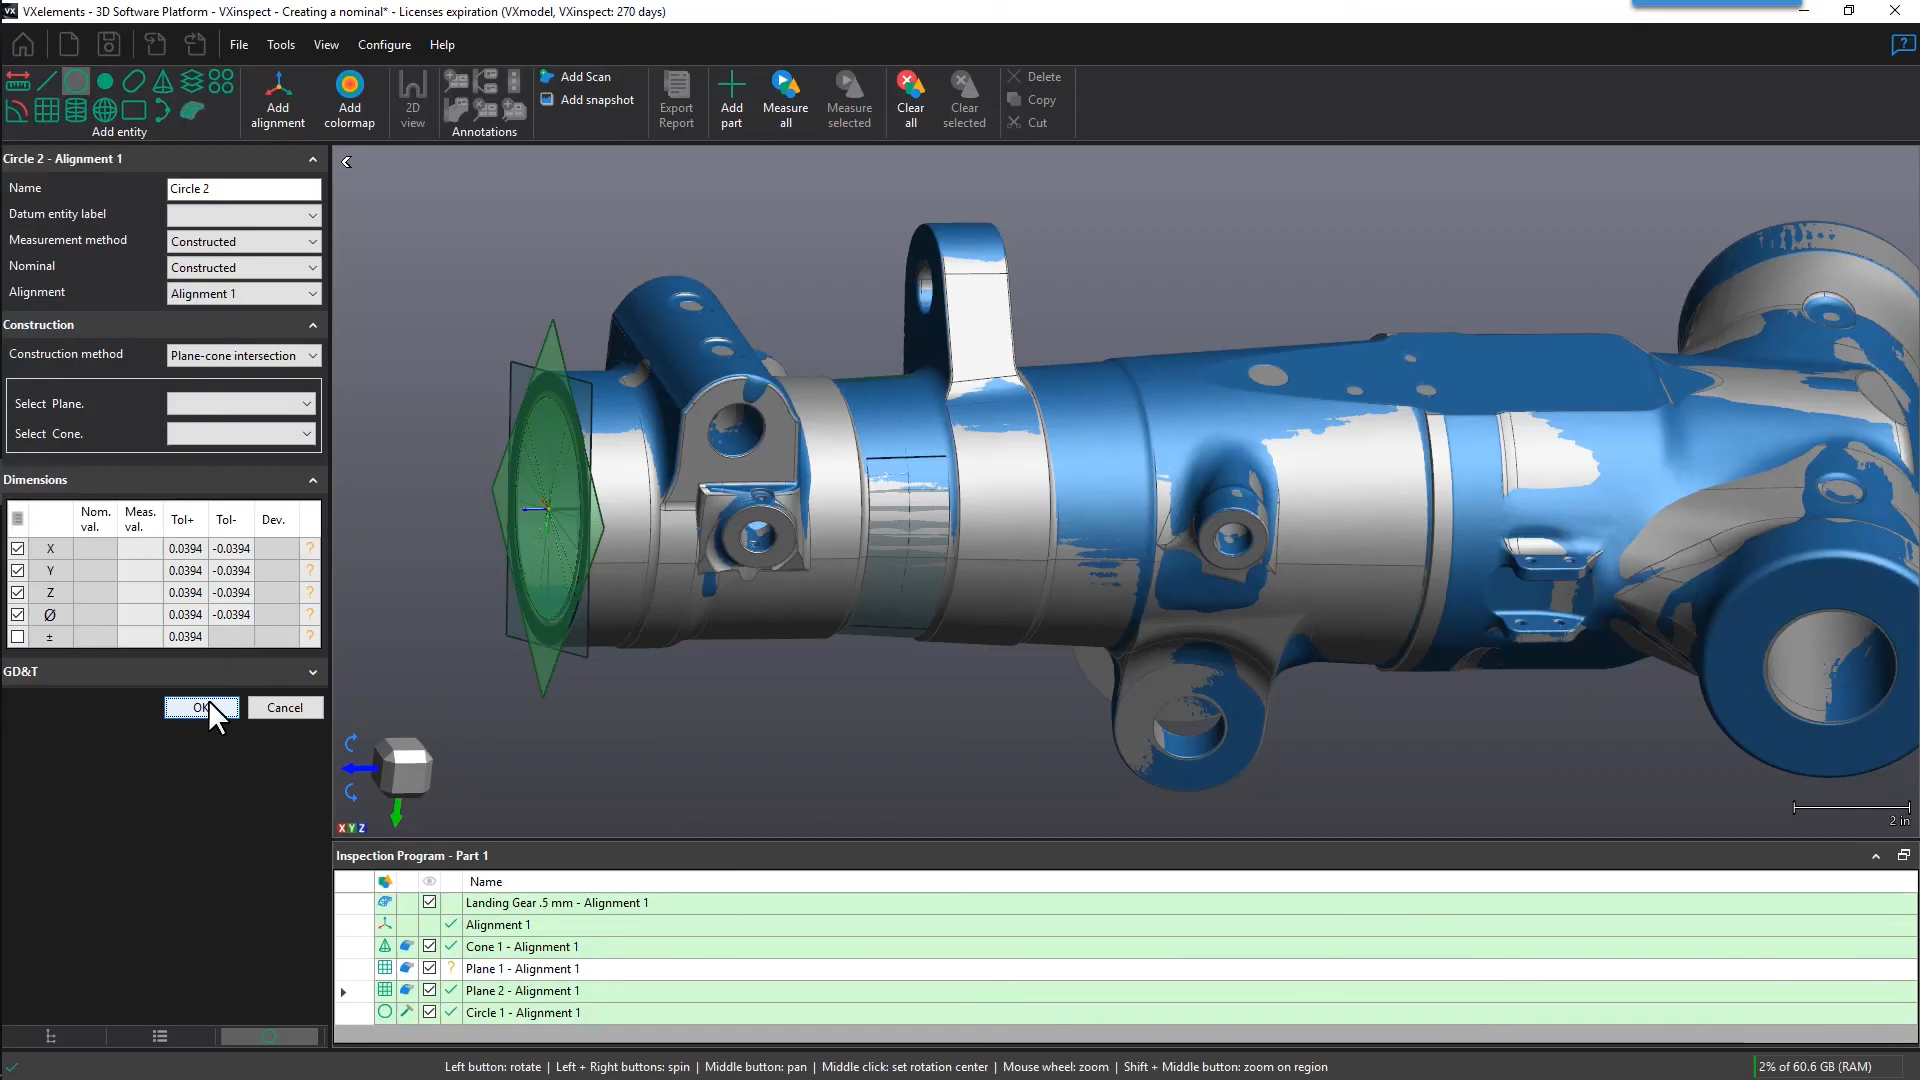 VXelements - 3D Software Platform - VXinspect - Creating a nominal* - Licenses expiration (VXmodel, VXinspect: 270 days)
File Tools View Configure Help
Add entity
Add alignment
Add colormap
2D view
Annotations
Add Scan
Add snapshot
Export Report
Add part
Measure all
Measure selected
Clear all
Clear selected
Delete
Copy
Cut
Circle 2 - Alignment 1
Name Circle 2
Datum entity label
Measurement method Constructed
Nominal Constructed
Alignment Alignment 1
Construction
Construction method Plane-cone intersection
Select Plane.
Select Cone.
Dimensions
Nom. val. Meas. val. Tol+ Tol- Dev.
X 0.0394 -0.0394 ?
Y 0.0394 -0.0394 ?
Z 0.0394 -0.0394 ?
Ø 0.0394 -0.0394 ?
± 0.0394 ?
GD&T
OK Cancel
XYZ
2 in
Inspection Program - Part 1
Name
Landing Gear .5 mm - Alignment 1
Alignment 1
Cone 1 - Alignment 1
? Plane 1 - Alignment 1
Plane 2 - Alignment 1
Circle 1 - Alignment 1
Left button: rotate | Left + Right buttons: spin | Middle button: pan | Middle click: set rotation center | Mouse wheel: zoom | Shift + Middle button: zoom on region
2% of 60.6 GB (RAM)